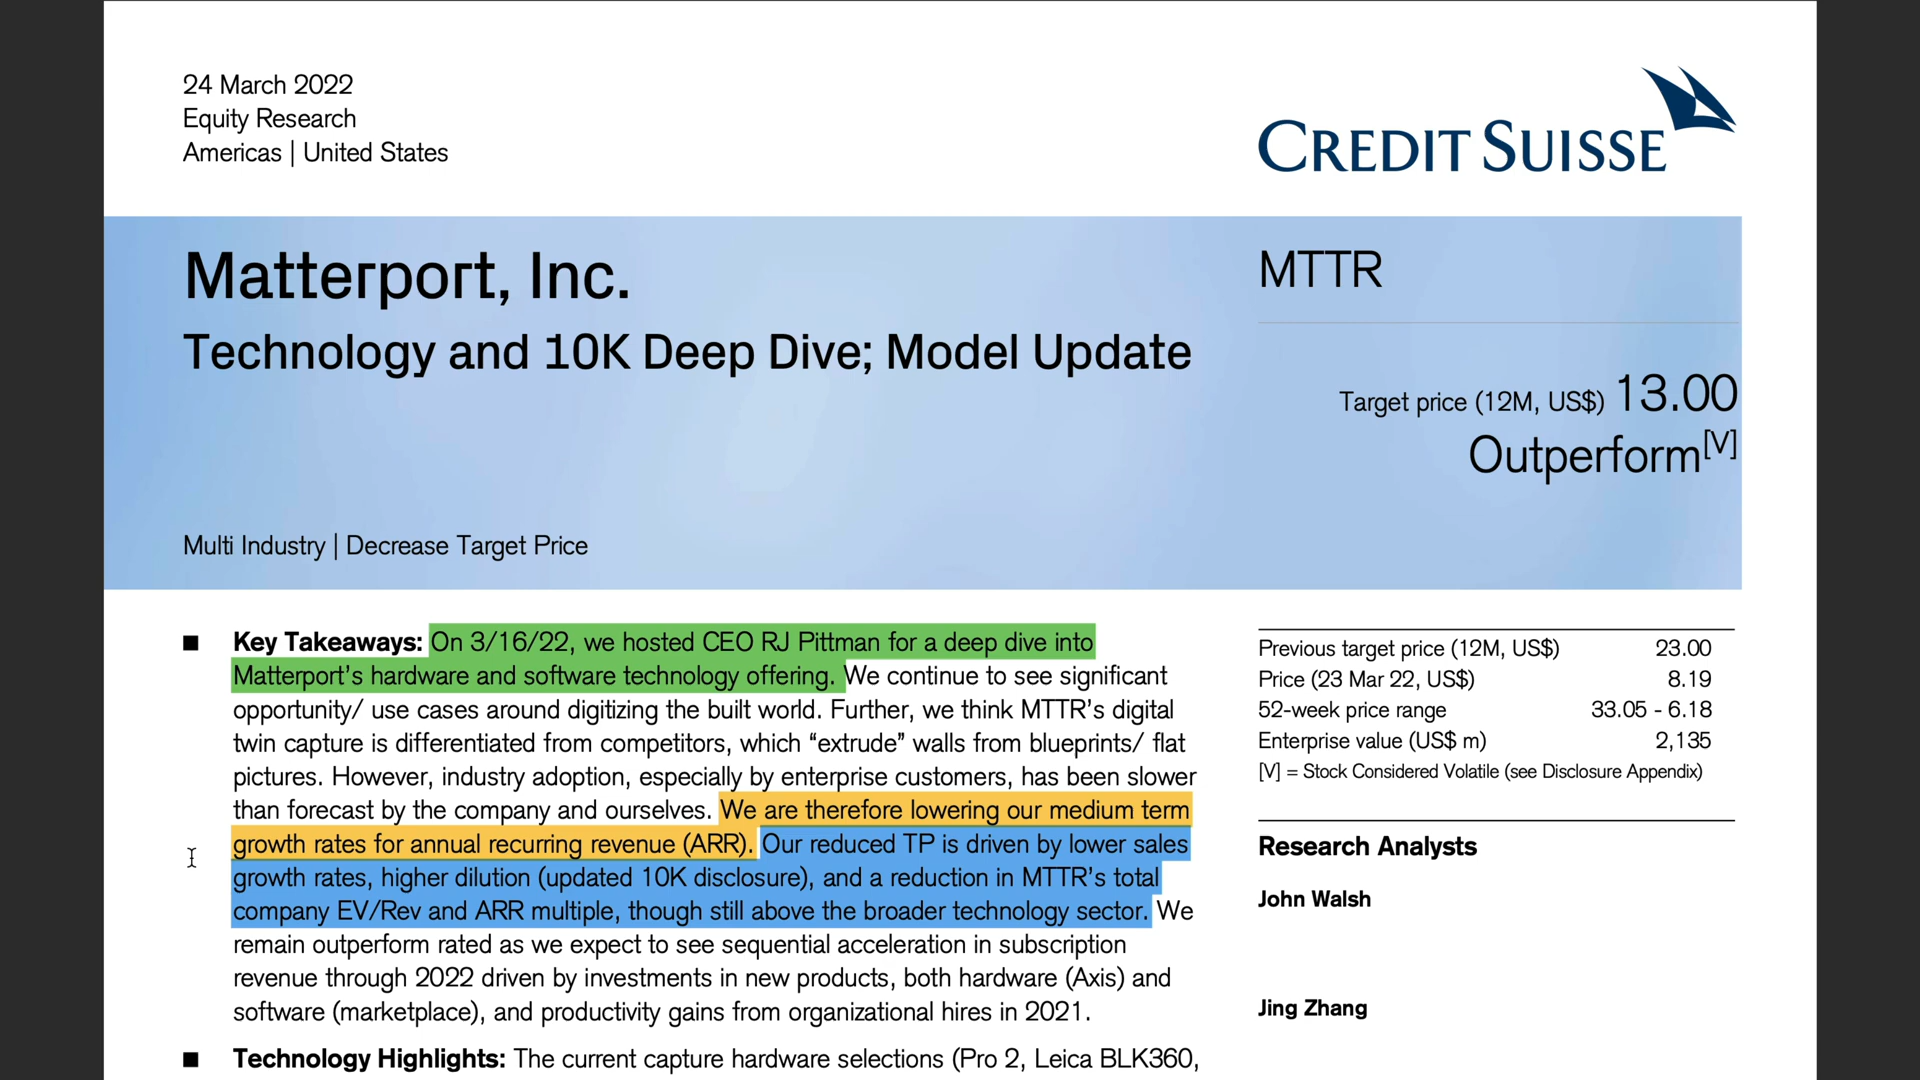 24 March 2022
Equity Research
Americas | United States
CREDIT SUISSE
Matterport, Inc.
Technology and 10K Deep Dive; Model Update
Multi Industry | Decrease Target Price
MTTR
Target price (12M, US$) 13.00
Outperform[V]
■ Key Takeaways: On 3/16/22, we hosted CEO RJ Pittman for a deep dive into
Matterport’s hardware and software technology offering. We continue to see significant
opportunity/ use cases around digitizing the built world. Further, we think MTTR’s digital
twin capture is differentiated from competitors, which “extrude” walls from blueprints/ flat
pictures. However, industry adoption, especially by enterprise customers, has been slower
than forecast by the company and ourselves. We are therefore lowering our medium term
growth rates for annual recurring revenue (ARR). Our reduced TP is driven by lower sales
growth rates, higher dilution (updated 10K disclosure), and a reduction in MTTR’s total
company EV/Rev and ARR multiple, though still above the broader technology sector. We
remain outperform rated as we expect to see sequential acceleration in subscription
revenue through 2022 driven by investments in new products, both hardware (Axis) and
software (marketplace), and productivity gains from organizational hires in 2021.
■ Technology Highlights: The current capture hardware selections (Pro 2, Leica BLK360,
Previous target price (12M, US$) 23.00
Price (23 Mar 22, US$) 8.19
52-week price range 33.05 - 6.18
Enterprise value (US$ m) 2,135
[V] = Stock Considered Volatile (see Disclosure Appendix)
Research Analysts
John Walsh
Jing Zhang